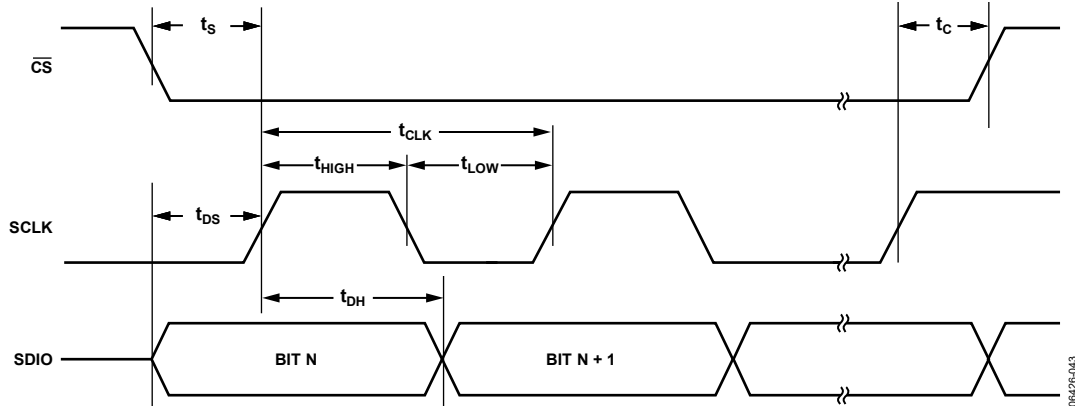 tS
tC
CS
tCLK
tHIGH
tLOW
tDS
SCLK
tDH
SDIO
BIT N
BIT N + 1
06426-043